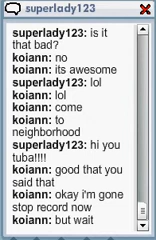 superlady123
superlady123: is it
that bad?
koiann: no
koiann: its awesome
superlady123: lol
koiann: lol
koiann: come
koiann: to
neighborhood
superlady123: hi you
tuba!!!!
koiann: good that you
said that
koiann: okay i'm gone
stop record now
koiann: but wait